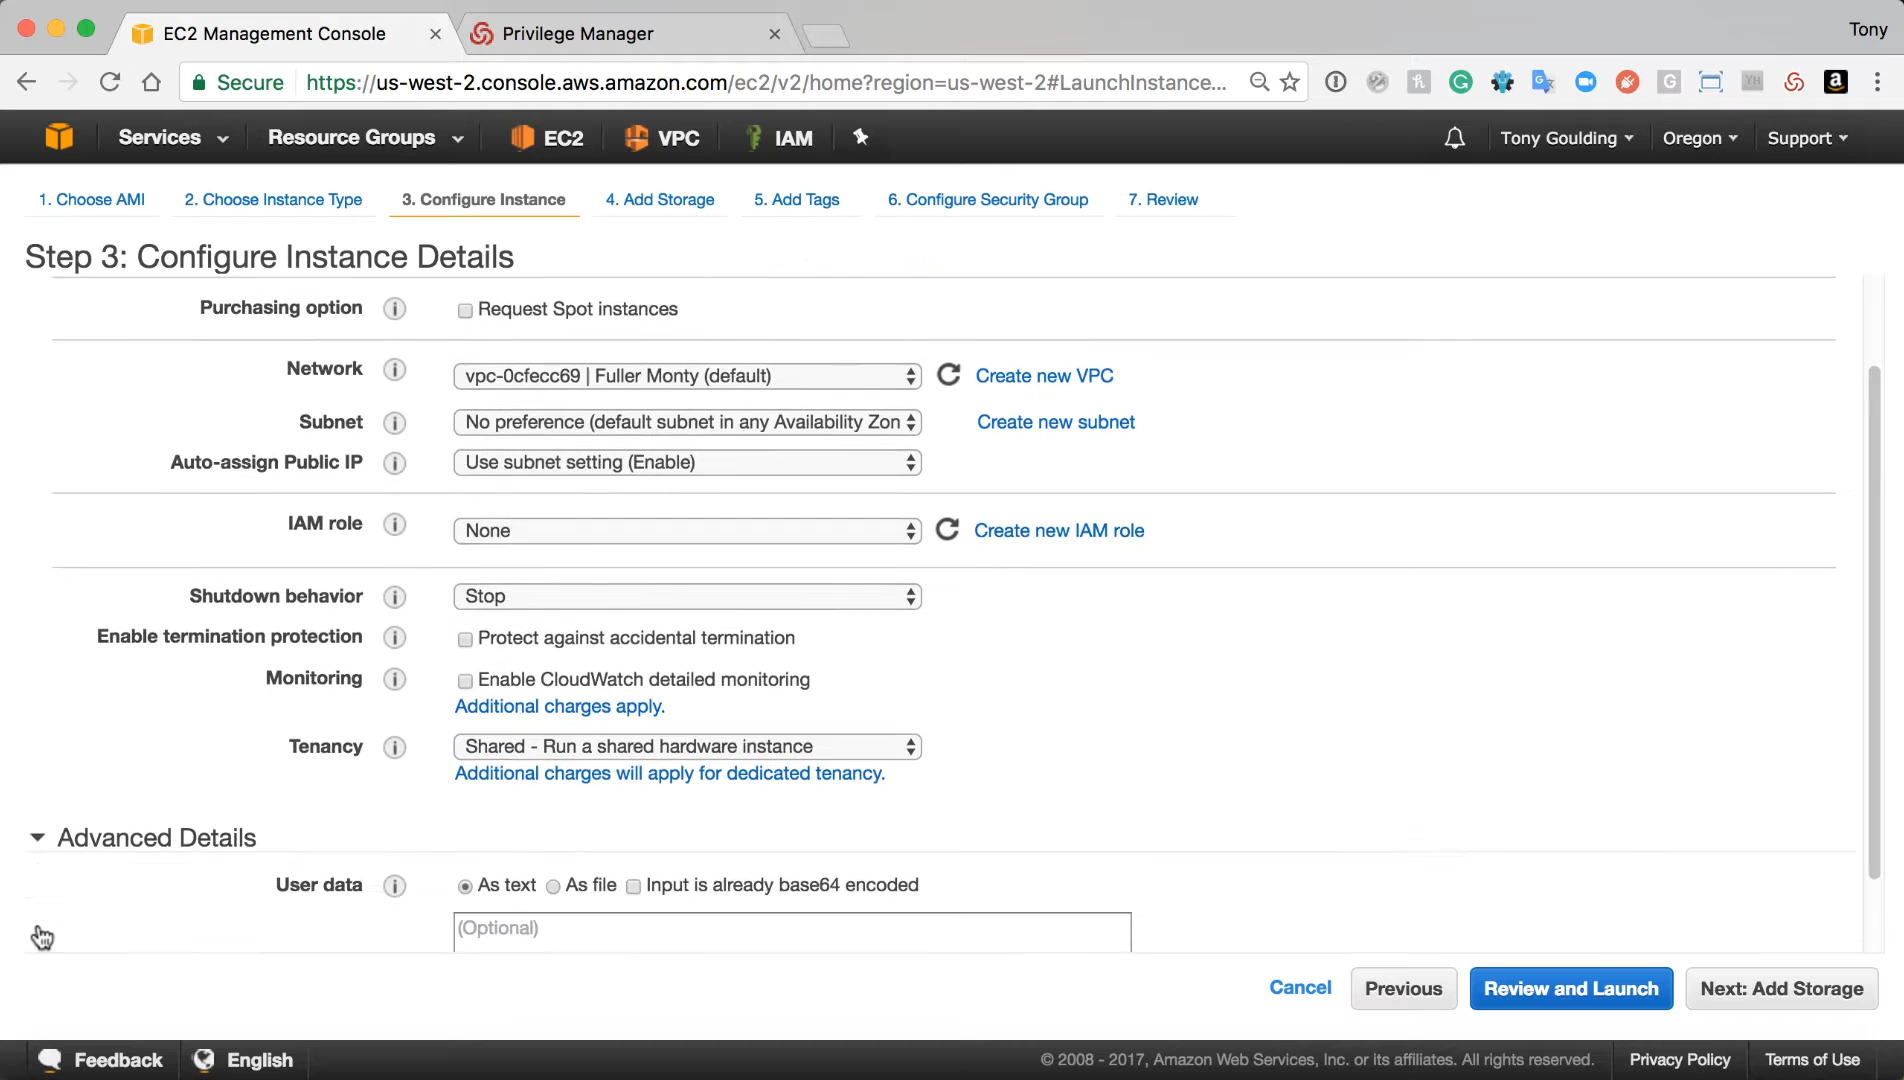 EC2 Management Console
Privilege Manager
Tony
Secure
https://us-west-2.console.aws.amazon.com/ec2/v2/home?region=us-west-2#LaunchInstance...
Services
Resource Groups
EC2
VPC
IAM
Tony Goulding
Oregon
Support
1. Choose AMI
2. Choose Instance Type
3. Configure Instance
4. Add Storage
5. Add Tags
6. Configure Security Group
7. Review
Step 3: Configure Instance Details
Purchasing option
Request Spot instances
Network
vpc-0cfecc69 | Fuller Monty (default)
Create new VPC
Subnet
No preference (default subnet in any Availability Zon
Create new subnet
Auto-assign Public IP
Use subnet setting (Enable)
IAM role
None
Create new IAM role
Shutdown behavior
Stop
Enable termination protection
Protect against accidental termination
Monitoring
Enable CloudWatch detailed monitoring
Additional charges apply.
Tenancy
Shared - Run a shared hardware instance
Additional charges will apply for dedicated tenancy.
Advanced Details
User data
As text
As file
Input is already base64 encoded
(Optional)
Cancel
Previous
Review and Launch
Next: Add Storage
Feedback
English
© 2008 - 2017, Amazon Web Services, Inc. or its affiliates. All rights reserved.
Privacy Policy
Terms of Use